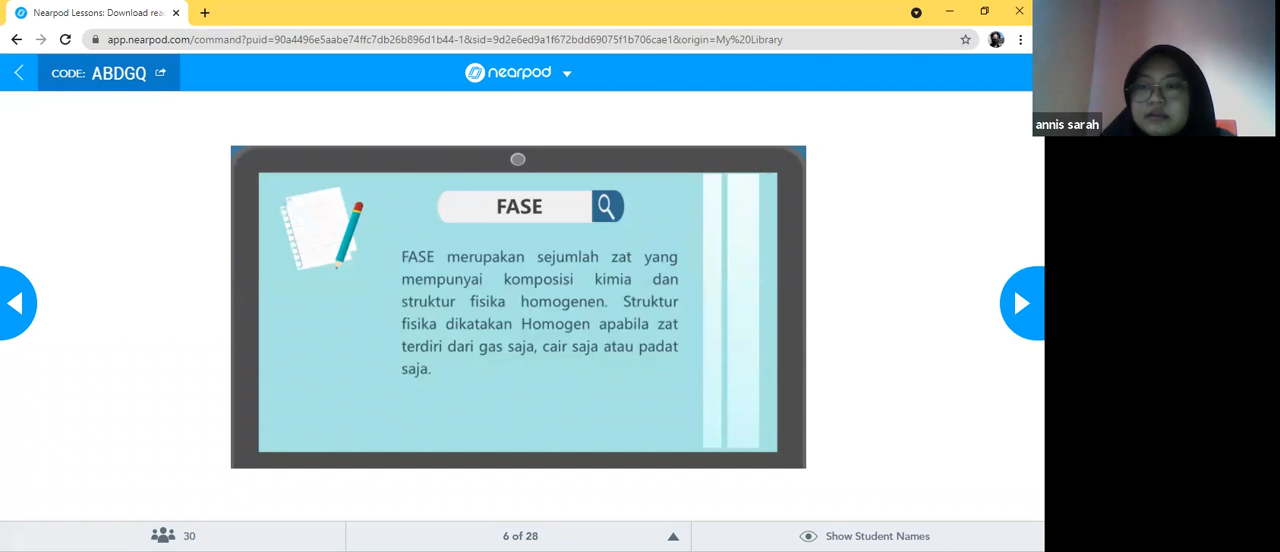 Nearpod Lessons: Download rea
app.nearpod.com/command?puid=90a4496e5aabe74ffc7db26b896d1b44-1&sid=9d2e6ed9a1f672bdd69075f1b706cae1&origin=My%20Library
CODE: ABDGQ
nearpod
annis sarah
FASE
FASE merupakan sejumlah zat yang
mempunyai komposisi kimia dan
struktur fisika homogenen. Struktur
fisika dikatakan Homogen apabila zat
terdiri dari gas saja, cair saja atau padat
saja.
30
6 of 28
Show Student Names